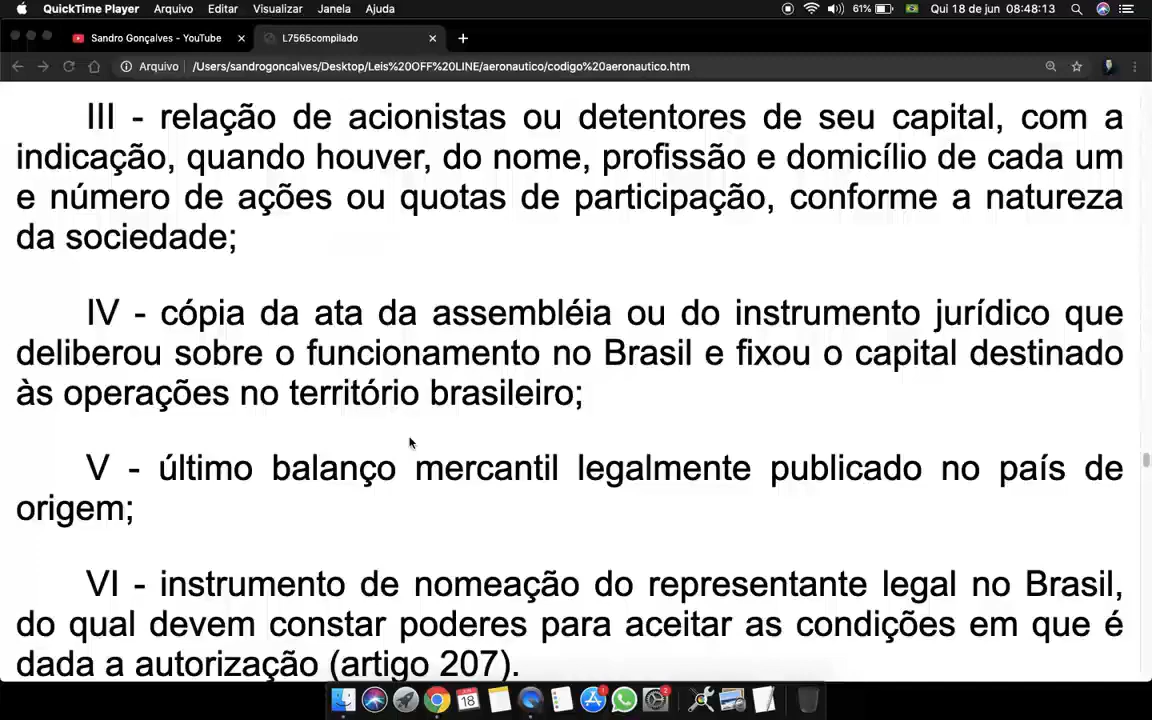 QuickTime Player Arquivo Editar Visualizar Janela Ajuda 61% Qui 18 de jun 08:48:13
Sandro Gonçalves - YouTube L7565compilado
Arquivo /Users/sandrogoncalves/Desktop/Leis%20OFF%20LINE/aeronautico/codigo%20aeronautico.htm
III - relação de acionistas ou detentores de seu capital, com a
indicação, quando houver, do nome, profissão e domicílio de cada um
e número de ações ou quotas de participação, conforme a natureza
da sociedade;
IV - cópia da ata da assembléia ou do instrumento jurídico que
deliberou sobre o funcionamento no Brasil e fixou o capital destinado
às operações no território brasileiro;
V - último balanço mercantil legalmente publicado no país de
origem;
VI - instrumento de nomeação do representante legal no Brasil,
do qual devem constar poderes para aceitar as condições em que é
dada a autorização (artigo 207).
18